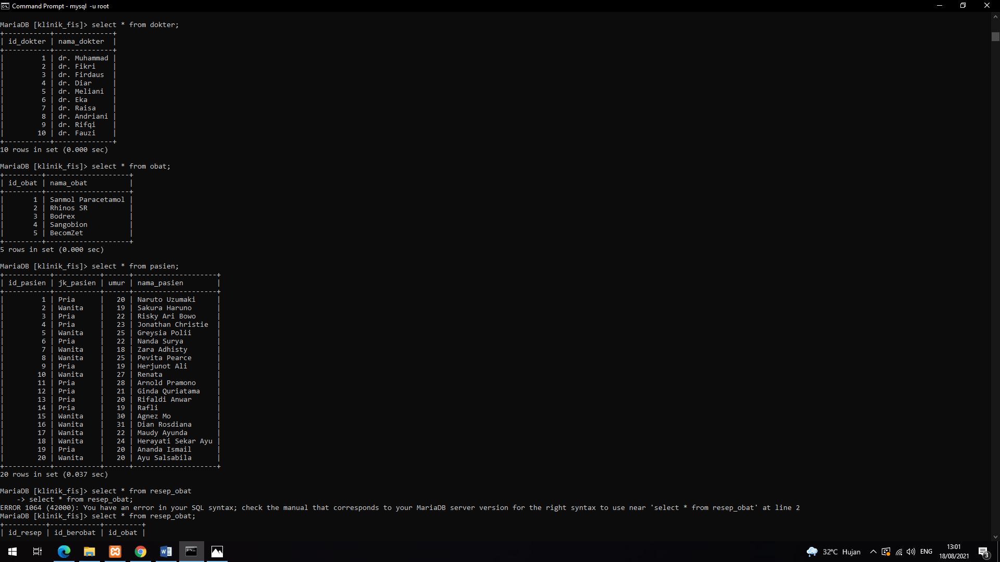 Command Prompt - mysql  -u root
MariaDB [klinik_fis]> select * from dokter;
+-----------+--------------+
| id_dokter | nama_dokter  |
+-----------+--------------+
|         1 | dr. Muhammad |
|         2 | dr. Fikri    |
|         3 | dr. Firdaus  |
|         4 | dr. Diar     |
|         5 | dr. Meliani  |
|         6 | dr. Eka      |
|         7 | dr. Raisa    |
|         8 | dr. Andriani |
|         9 | dr. Rifqi    |
|        10 | dr. Fauzi    |
+-----------+--------------+
10 rows in set (0.000 sec)
MariaDB [klinik_fis]> select * from obat;
+---------+--------------------+
| id_obat | nama_obat          |
+---------+--------------------+
|       1 | Sanmol Paracetamol |
|       2 | Rhinos SR          |
|       3 | Bodrex             |
|       4 | Sangobion          |
|       5 | BecomZet           |
+---------+--------------------+
5 rows in set (0.000 sec)
MariaDB [klinik_fis]> select * from pasien;
+-----------+-----------+------+--------------------+
| id_pasien | jk_pasien | umur | nama_pasien        |
+-----------+-----------+------+--------------------+
|         1 | Pria      |   20 | Naruto Uzumaki     |
|         2 | Wanita    |   19 | Sakura Haruno      |
|         3 | Pria      |   22 | Risky Ari Bowo     |
|         4 | Pria      |   23 | Jonathan Christie  |
|         5 | Wanita    |   25 | Greysia Polii      |
|         6 | Pria      |   22 | Nanda Surya        |
|         7 | Wanita    |   18 | Zara Adhisty       |
|         8 | Wanita    |   25 | Pevita Pearce      |
|         9 | Pria      |   19 | Herjunot Ali       |
|        10 | Wanita    |   27 | Renata             |
|        11 | Pria      |   28 | Arnold Pramono     |
|        12 | Pria      |   21 | Ginda Quriatama    |
|        13 | Pria      |   20 | Rifaldi Anwar      |
|        14 | Pria      |   19 | Rafli              |
|        15 | Wanita    |   30 | Agnez Mo           |
|        16 | Wanita    |   31 | Dian Rosdiana      |
|        17 | Wanita    |   22 | Maudy Ayunda       |
|        18 | Wanita    |   24 | Herayati Sekar Ayu |
|        19 | Pria      |   20 | Ananda Ismail      |
|        20 | Wanita    |   20 | Ayu Salsabila      |
+-----------+-----------+------+--------------------+
20 rows in set (0.037 sec)
MariaDB [klinik_fis]> select * from resep_obat
    -> select * from resep_obat;
ERROR 1064 (42000): You have an error in your SQL syntax; check the manual that corresponds to your MariaDB server version for the right syntax to use near 'select * from resep_obat' at line 2
MariaDB [klinik_fis]> select * from resep_obat;
+----------+------------+---------+
| id_resep | id_berobat | id_obat |
32°C Hujan
ENG
13:01
18/08/2021
3